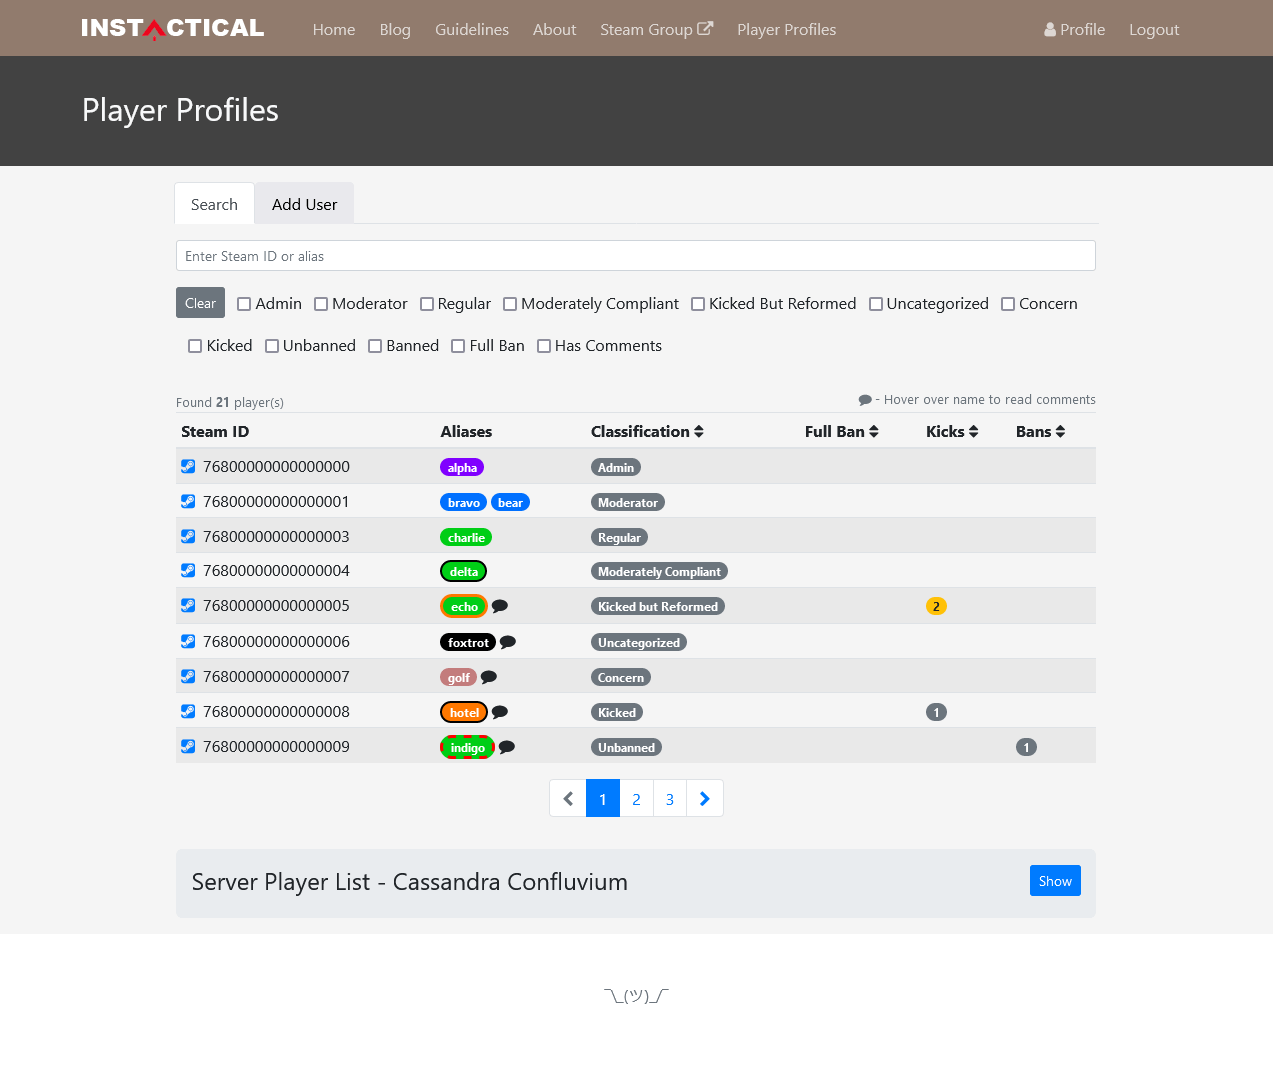 INSTACTICAL Home Blog Guidelines About Steam Group Player Profiles Profile Logout
Player Profiles
Search Add User
Enter Steam ID or alias
Clear Admin Moderator Regular Moderately Compliant Kicked But Reformed Uncategorized Concern
Kicked Unbanned Banned Full Ban Has Comments
Found 21 player(s) - Hover over name to read comments
Steam ID Aliases Classification Full Ban Kicks Bans
76800000000000000 alpha Admin
76800000000000001 bravo bear Moderator
76800000000000003 charlie Regular
76800000000000004 delta Moderately Compliant
76800000000000005 echo Kicked but Reformed 2
76800000000000006 foxtrot Uncategorized
76800000000000007 golf Concern
76800000000000008 hotel Kicked 1
76800000000000009 indigo Unbanned 1
1 2 3
Server Player List - Cassandra Confluvium Show
¯\_(ツ)_/¯